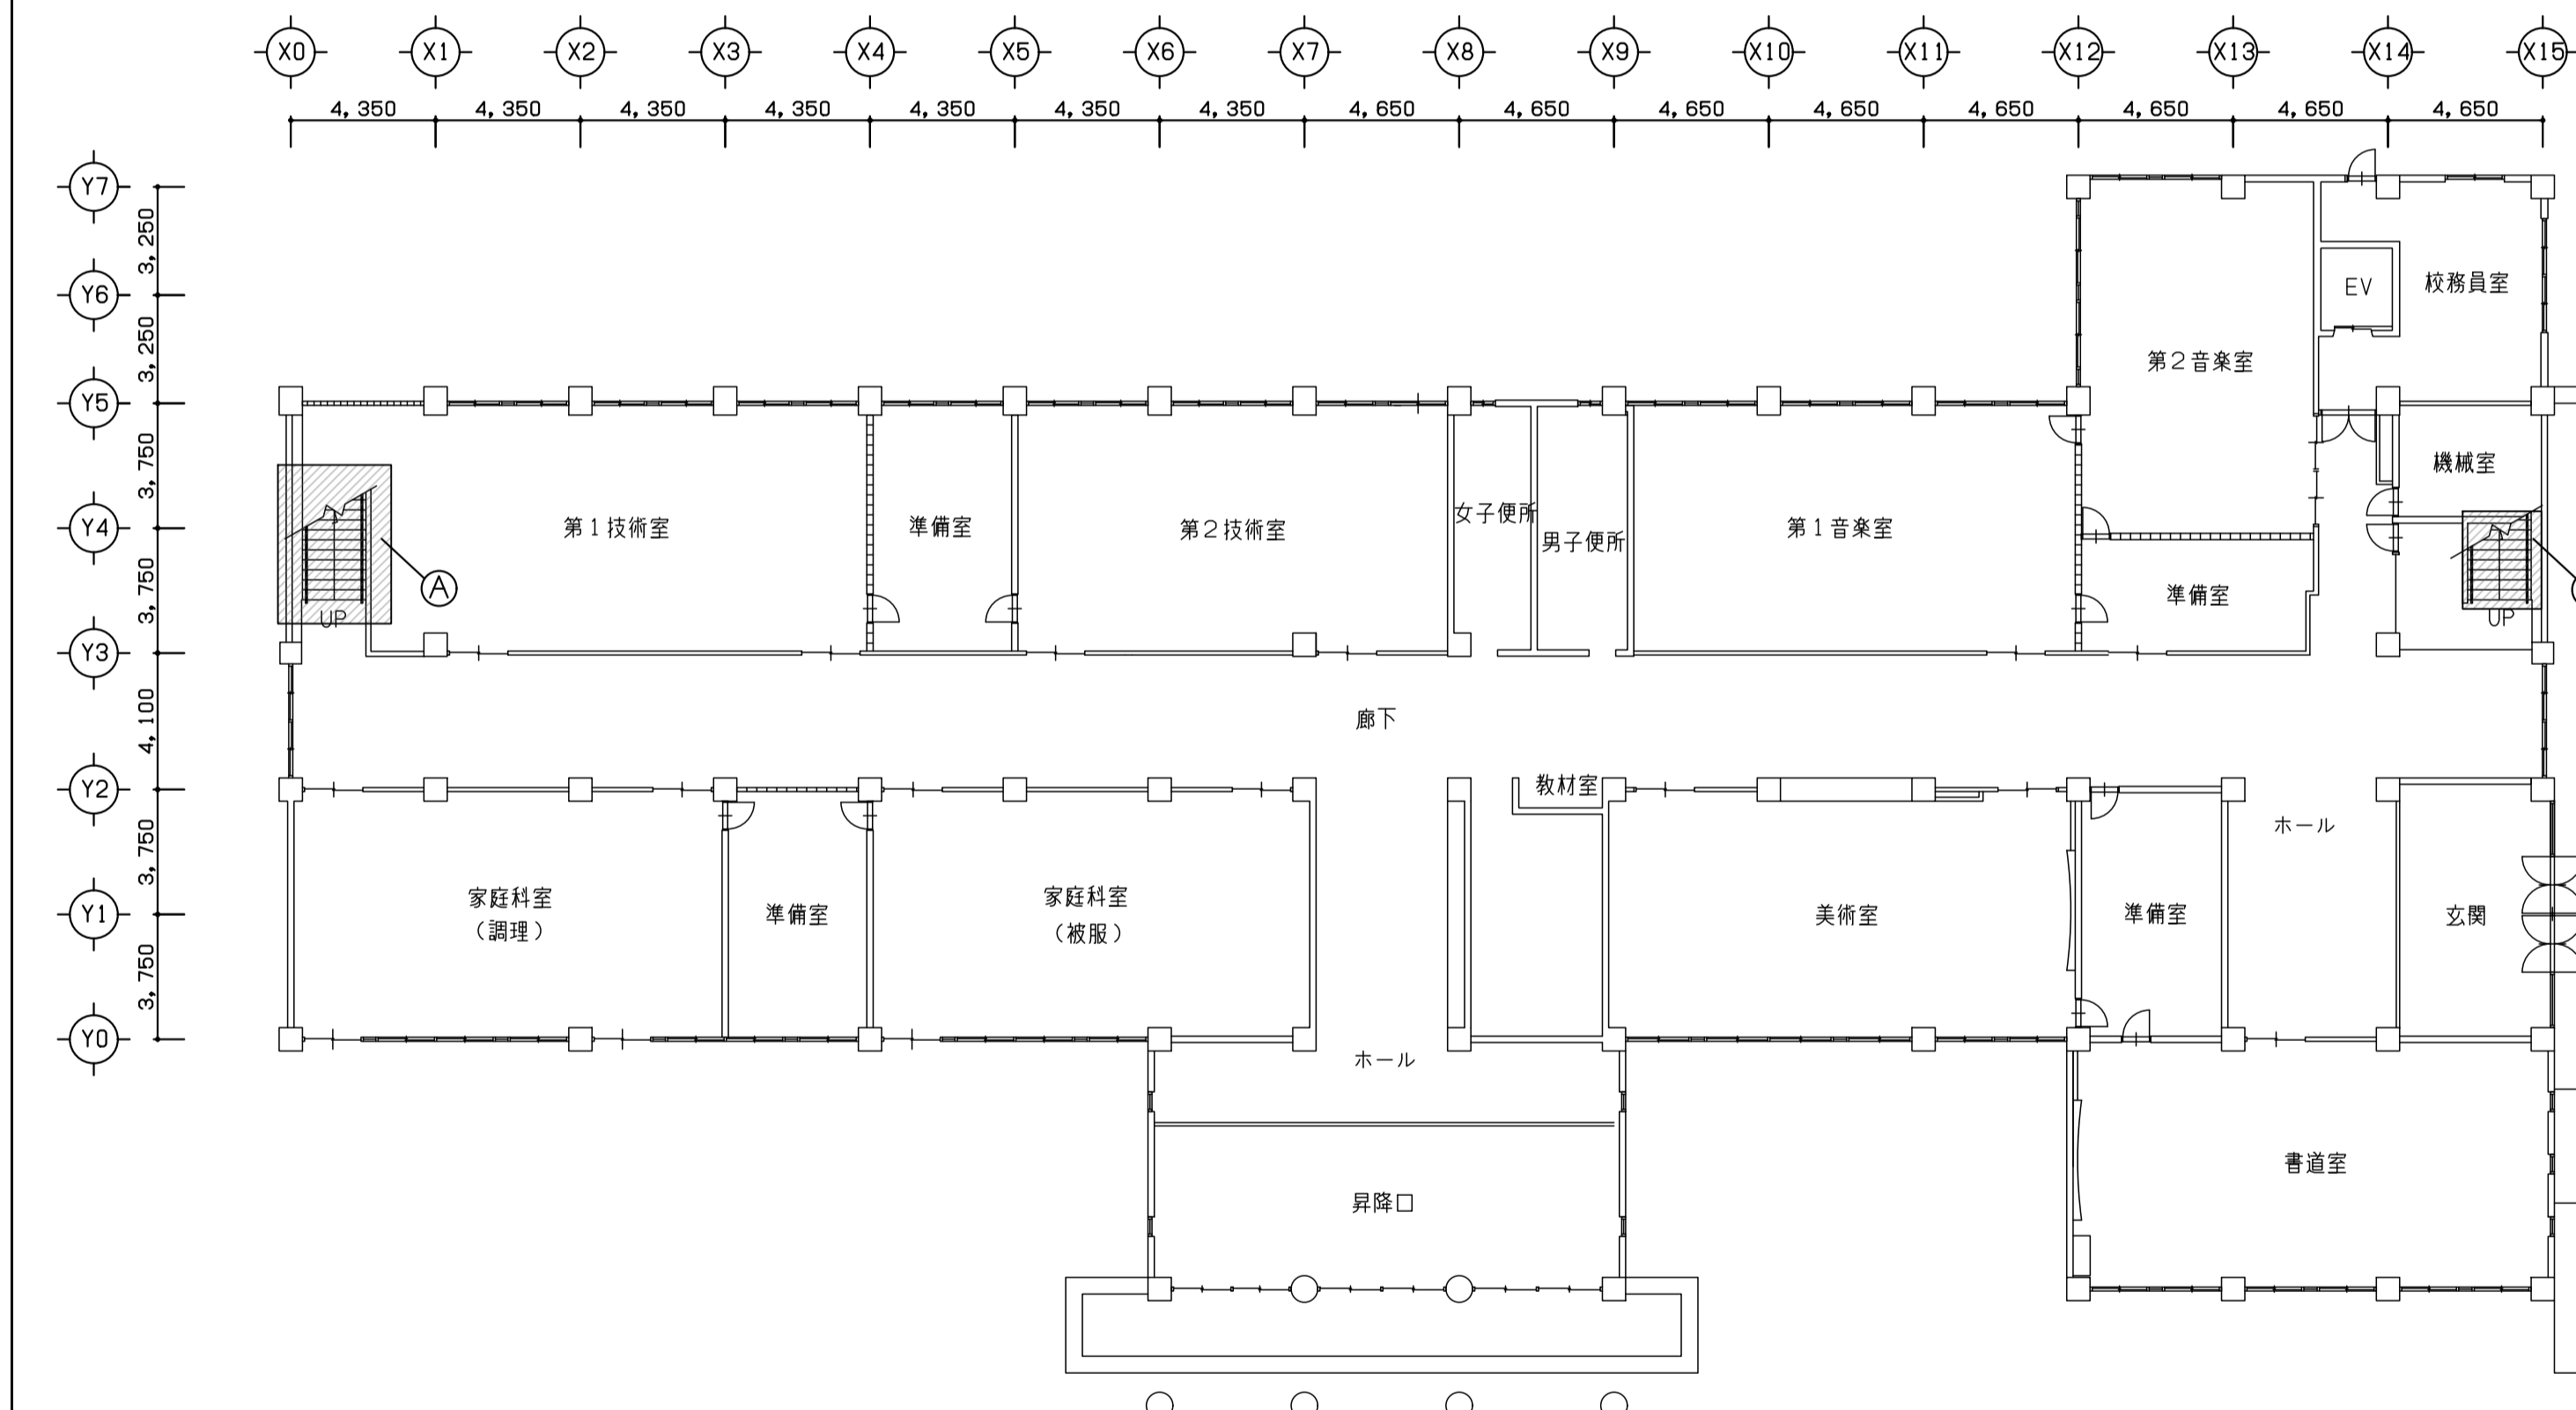 X0 X1 X2 X3 X4 X5 X6 X7 X8 X9 X10 X11 X12 X13 X14 X15
4,350 4,350 4,350 4,350 4,350 4,350 4,350 4,650 4,650 4,650 4,650 4,650 4,650 4,650 4,650
Y7
3,250
Y6
3,250
Y5
3,750
Y4
3,750
Y3
4,100
Y2
3,750
Y1
3,750
Y0
EV
校務員室
第2音楽室
機械室
第1技術室
準備室
第2技術室
女子便所
男子便所
第1音楽室
準備室
A
UP
UP
廊下
教材室
ホール
家庭科室
(調理)
準備室
家庭科室
(被服)
美術室
準備室
玄関
ホール
書道室
昇降口